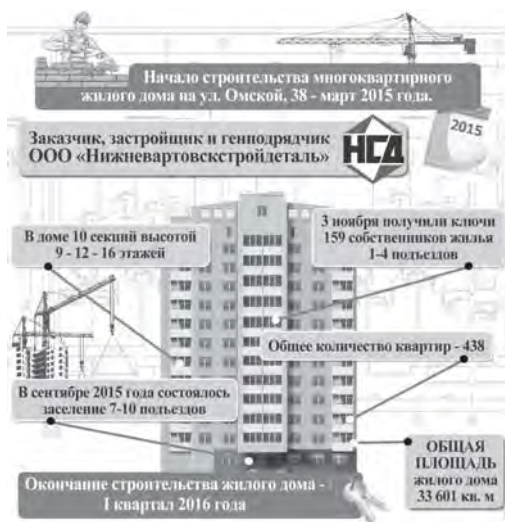 Начало строительства многоквартирного
жилого дома на ул. Омской, 38 - март 2015 года.
2015
Заказчик, застройщик и генподрядчик
ООО «Нижневартовскстройдеталь»
НСД
В доме 10 секций высотой
9 - 12 - 16 этажей
3 ноября получили ключи
159 собственников жилья
1-4 подъездов
Общее количество квартир - 438
В сентябре 2015 года состоялось
заселение 7-10 подъездов
ОБЩАЯ
ПЛОЩАДЬ
жилого дома
33 601 кв. м
Окончание строительства жилого дома -
I квартал 2016 года